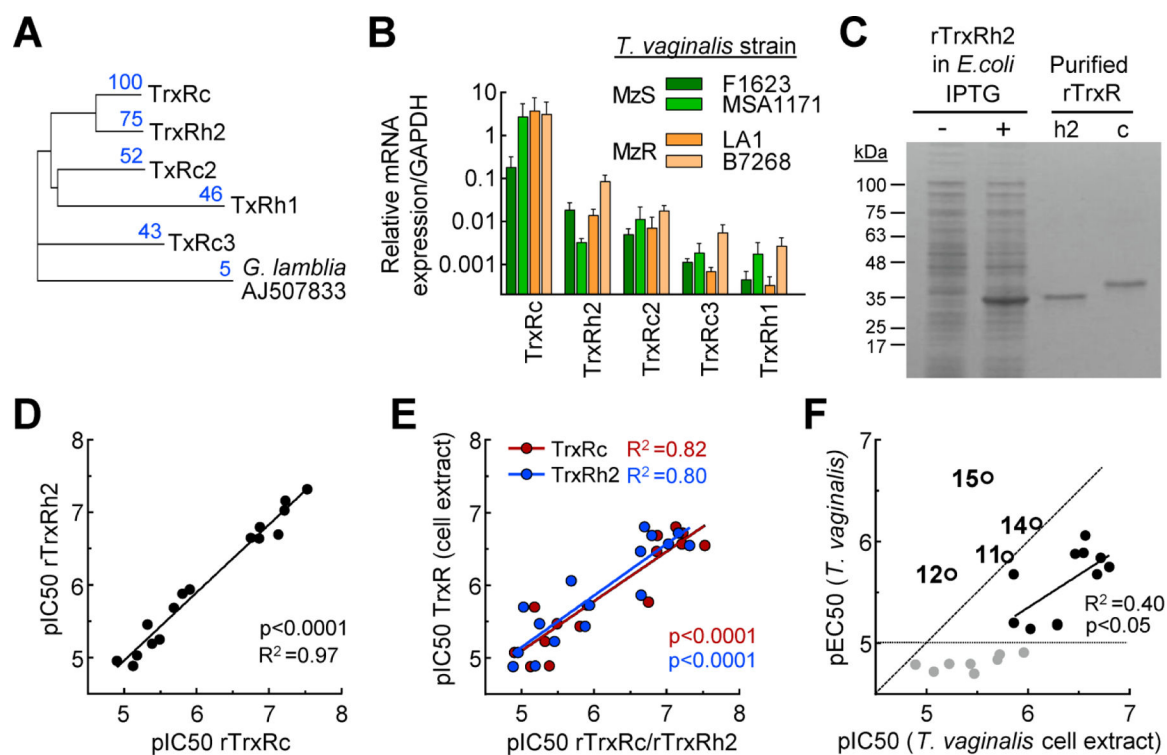 A
100
TrxRc
75
TrxRh2
52
TxRc2
46
TxRh1
43
TxRc3
5
G. lamblia
AJ507833
B
T. vaginalis strain
MzS
F1623
MSA1171
MzR
LA1
B7268
Relative mRNA
expression/GAPDH
10
1
0.1
0.01
0.001
TrxRc
TrxRh2
TrxRc2
TrxRc3
TrxRh1
C
rTrxRh2
in E.coli
IPTG
Purified
rTrxR
- + h2 c
kDa
100
75
63
48
35
25
17
D
pIC50 rTrxRh2
8
7
6
5
p<0.0001
R2 =0.97
5 6 7 8
pIC50 rTrxRc
E
pIC50 TrxR (cell extract)
8
7
6
5
TrxRc R2 =0.82
TrxRh2 R2 =0.80
p<0.0001
p<0.0001
5 6 7 8
pIC50 rTrxRc/rTrxRh2
F
pEC50 (T. vaginalis)
7
6
5
15
14
11
12
R2 =0.40
p<0.05
5 6 7
pIC50 (T. vaginalis
cell extract)